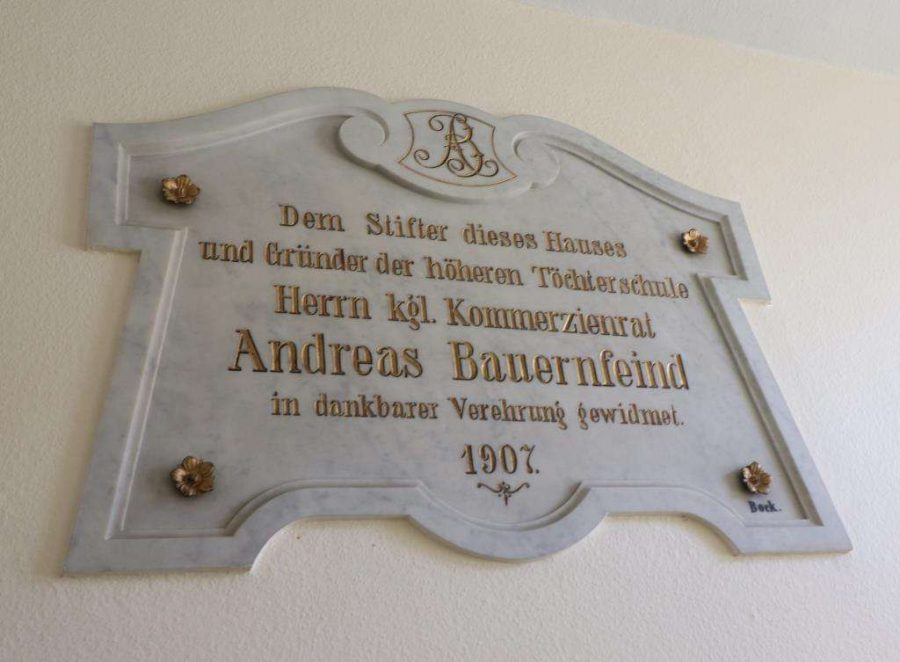 AB
Dem Stifter dieses Hauses
und Gründer der höheren Töchterschule
Herrn kgl. Kommerzienrat
Andreas Bauernfeind
in dankbarer Verehrung gewidmet.
1907.
Bock.